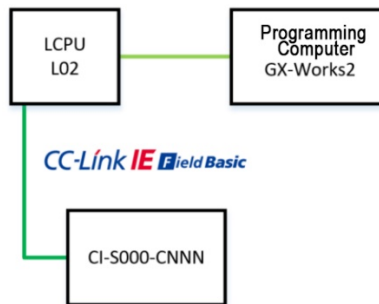 LCPU
L02
Programming
Computer
GX-Works2
CC-Link IE Field Basic
CI-S000-CNNN